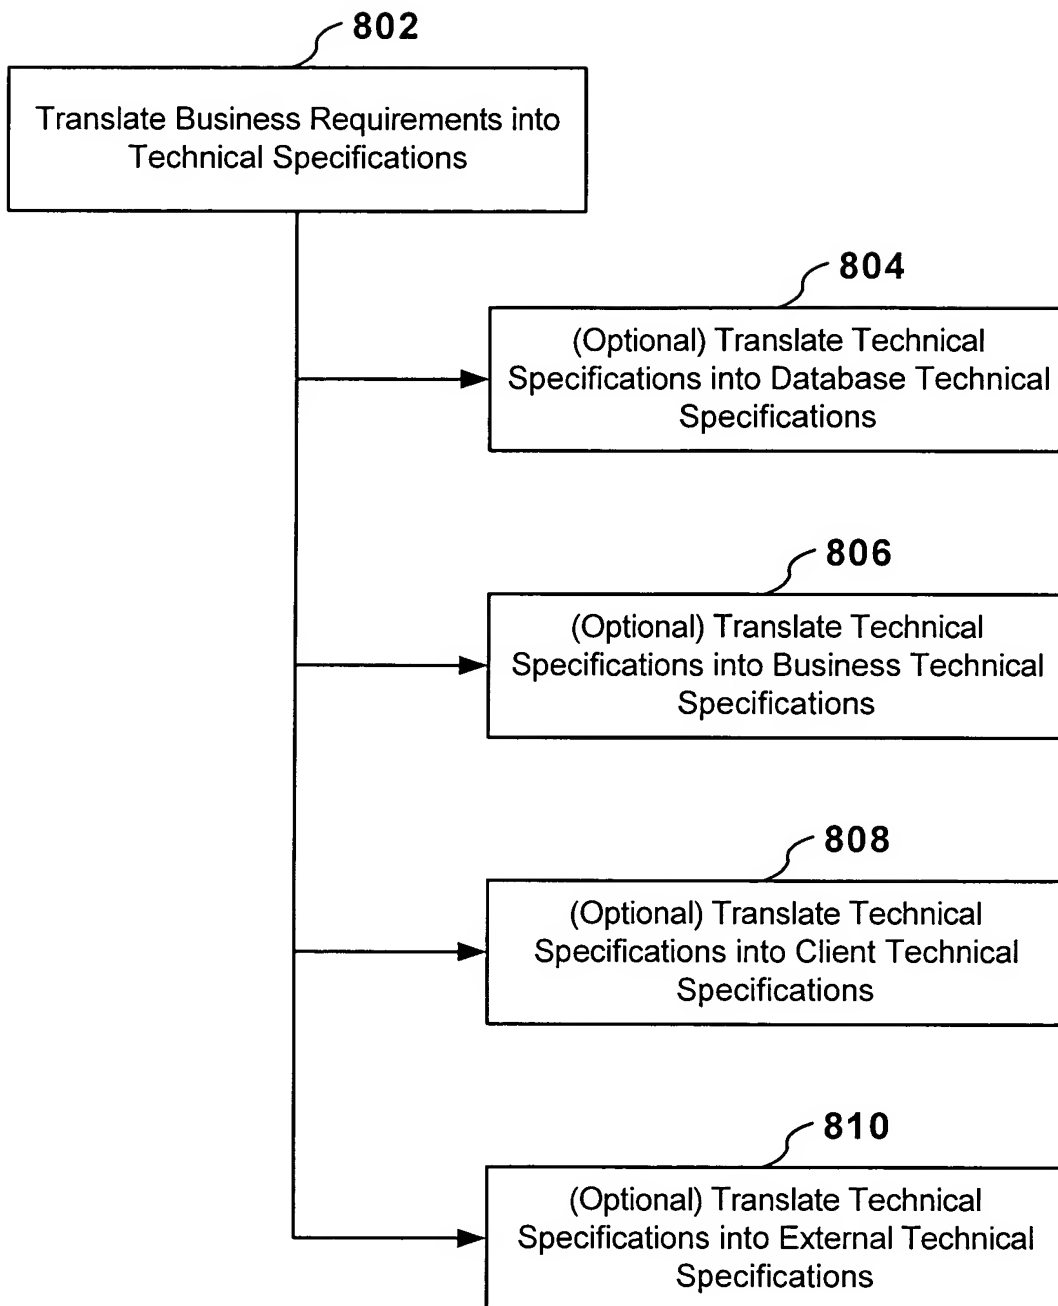 802
Translate Business Requirements into
Technical Specifications
804
(Optional) Translate Technical
Specifications into Database Technical
Specifications
806
(Optional) Translate Technical
Specifications into Business Technical
Specifications
808
(Optional) Translate Technical
Specifications into Client Technical
Specifications
810
(Optional) Translate Technical
Specifications into External Technical
Specifications